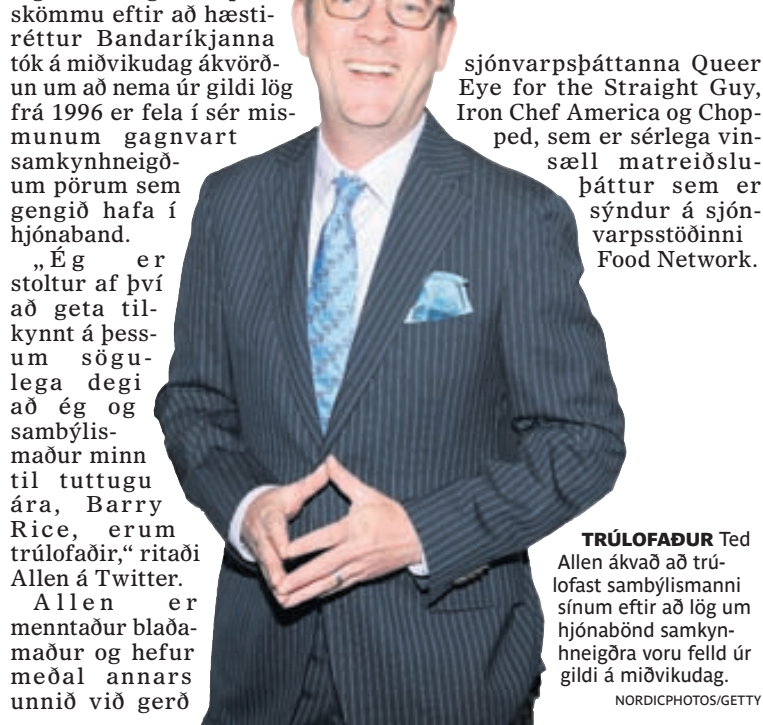 skömmu eftir að hæsti-
réttur Bandaríkjanna
tók á miðvikudag ákvörð-
un um að nema úr gildi lög
frá 1996 er fela í sér mis-
munum gagnvart
samkynhneigð-
um pörum sem
gengið hafa í
hjónaband.
„Ég er
stoltur af því
að geta til-
kynnt á þess-
um sögu-
lega degi
að ég og
sambýlis-
maður minn
til tuttugu
ára, Barry
Rice, erum
trúlofaðir,“ ritaði
Allen á Twitter.
Allen er
menntaður blaða-
maður og hefur
meðal annars
unnið við gerð
sjónvarpsþáttanna Queer
Eye for the Straight Guy,
Iron Chef America og Chop-
ped, sem er sérlega vin-
sæll matreiðslu-
þáttur sem er
sýndur á sjón-
varpsstöðinni
Food Network.
TRÚLOFAÐUR Ted
Allen ákvað að trú-
lofast sambýlismanni
sínum eftir að lög um
hjónabönd samkyn-
hneigðra voru felld úr
gildi á miðvikudag.
NORDICPHOTOS/GETTY